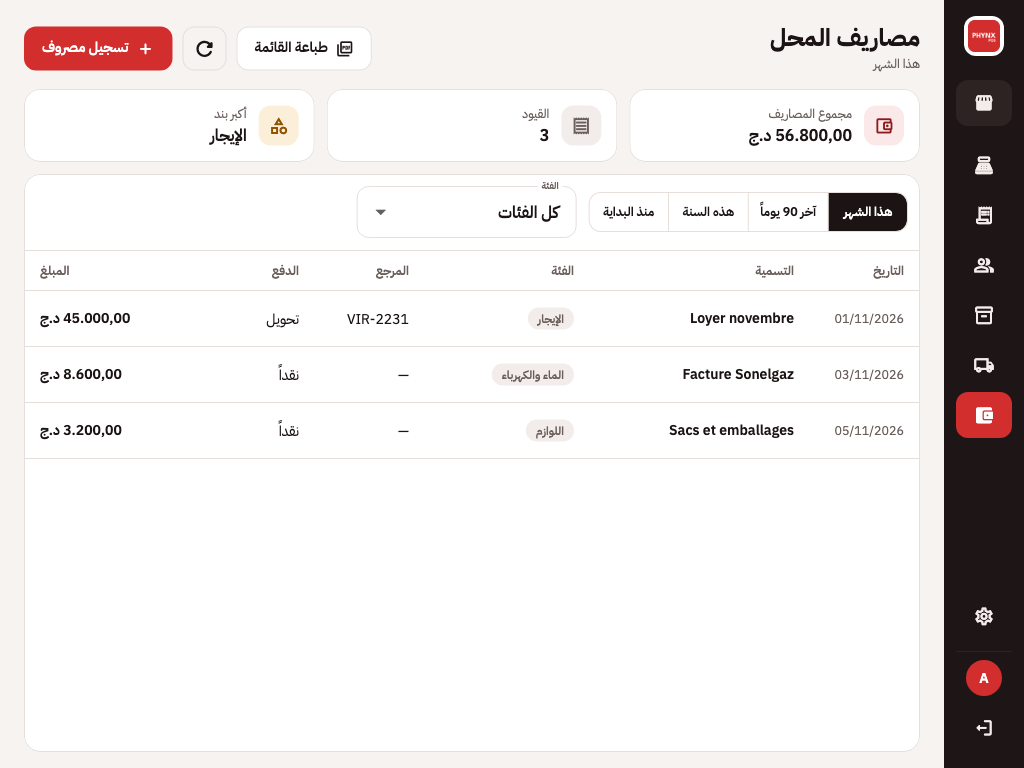 PHYNX
مصاريف المحل
هذا الشهر
طباعة القائمة
تسجيل مصروف
مجموع المصاريف
56.800,00 د.ج
القيود
3
أكبر بند
الإيجار
هذا الشهر
آخر 90 يوماً
هذه السنة
منذ البداية
الفئة
كل الفئات
التاريخ التسمية الفئة المرجع الدفع المبلغ
01/11/2026 Loyer novembre الإيجار VIR-2231 تحويل 45.000,00 د.ج
03/11/2026 Facture Sonelgaz الماء والكهرباء — نقداً 8.600,00 د.ج
05/11/2026 Sacs et emballages اللوازم — نقداً 3.200,00 د.ج
A